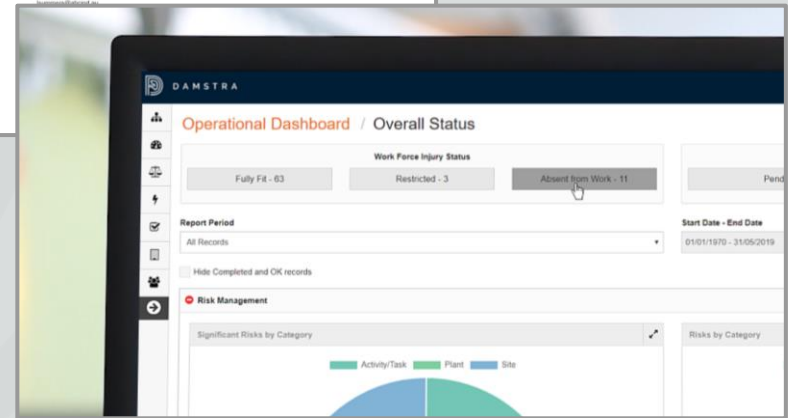 DAMSTRA
Operational Dashboard / Overall Status
Work Force Injury Status
Fully Fit - 63
Restricted - 3
Absent from Work - 11
Pend
Report Period
Start Date - End Date
All Records
01/01/1970 - 31/05/2019
Hide Completed and OK records
Risk Management
Significant Risks by Category
Risks by Category
Activity/Task
Plant
Site